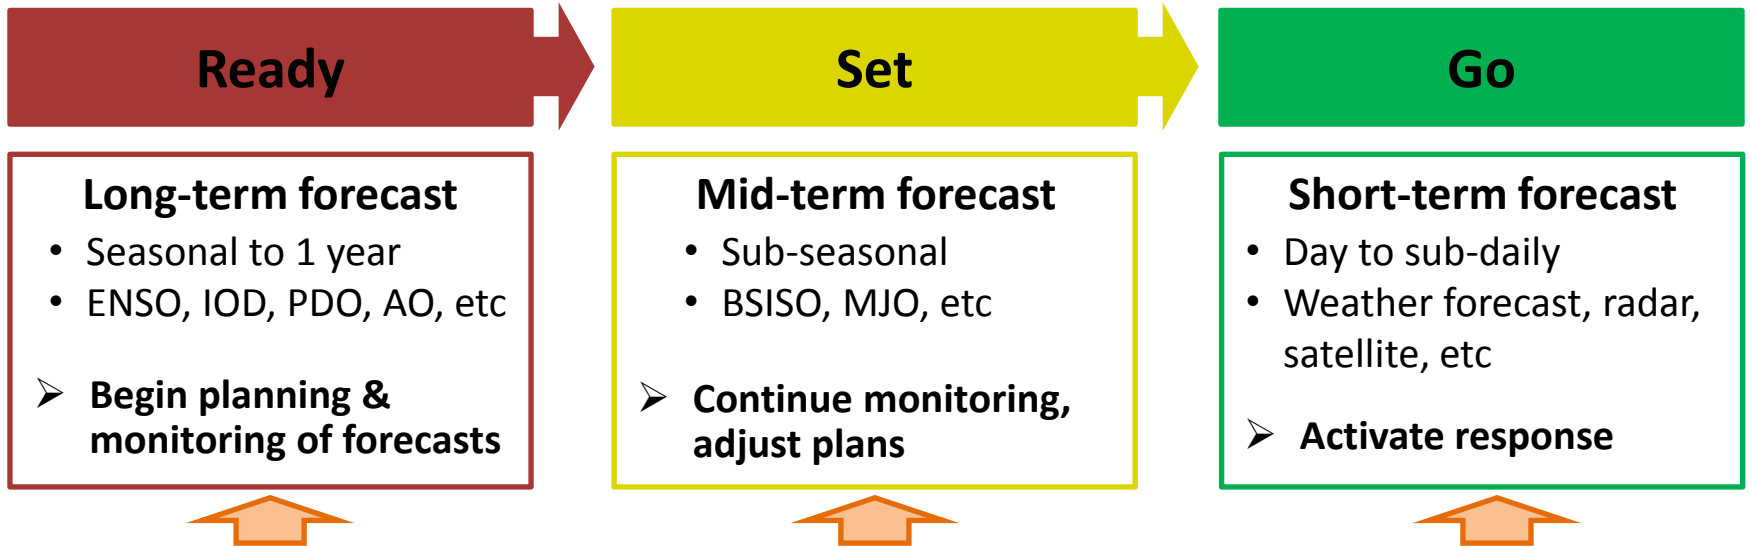 Ready
Set
Go
Long-term forecast
• Seasonal to 1 year
• ENSO, IOD, PDO, AO, etc
➢ Begin planning &
monitoring of forecasts
Mid-term forecast
• Sub-seasonal
• BSISO, MJO, etc
➢ Continue monitoring,
adjust plans
Short-term forecast
• Day to sub-daily
• Weather forecast, radar,
satellite, etc
➢ Activate response